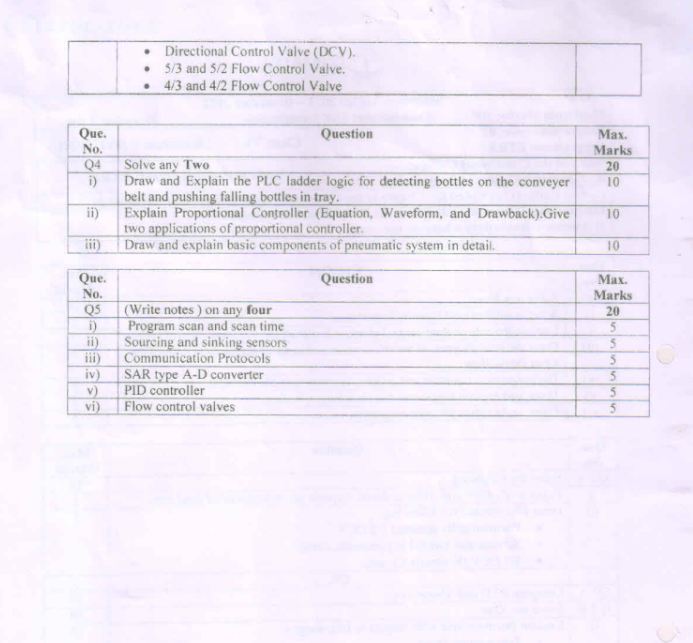 • Directional Control Valve (DCV).
• 5/3 and 5/2 Flow Control Valve.
• 4/3 and 4/2 Flow Control Valve
Que. No. Question Max. Marks
Q4 Solve any Two 20
i) Draw and Explain the PLC ladder logic for detecting bottles on the conveyer 10
belt and pushing falling bottles in tray.
ii) Explain Proportional Controller (Equation, Waveform, and Drawback).Give 10
two applications of proportional controller.
iii) Draw and explain basic components of pneumatic system in detail. 10
Que. No. Question Max. Marks
Q5 (Write notes ) on any four 20
i) Program scan and scan time 5
ii) Sourcing and sinking sensors 5
iii) Communication Protocols 5
iv) SAR type A-D converter 5
v) PID controller 5
vi) Flow control valves 5